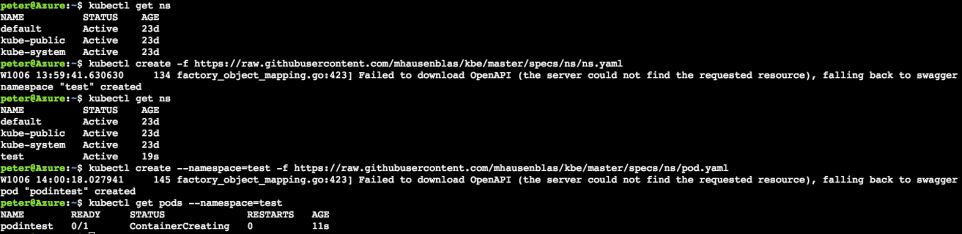 peter@Azure:~$ kubectl get ns
NAME          STATUS    AGE
default       Active    23d
kube-public   Active    23d
kube-system   Active    23d
peter@Azure:~$ kubectl create -f https://raw.githubusercontent.com/mhausenblas/kbe/master/specs/ns/ns.yaml
W1006 13:59:41.630630     134 factory_object_mapping.go:423] Failed to download OpenAPI (the server could not find the requested resource), falling back to swagger
namespace "test" created
peter@Azure:~$ kubectl get ns
NAME          STATUS    AGE
default       Active    23d
kube-public   Active    23d
kube-system   Active    23d
test          Active    19s
peter@Azure:~$ kubectl create --namespace=test -f https://raw.githubusercontent.com/mhausenblas/kbe/master/specs/ns/pod.yaml
W1006 14:00:18.027941     145 factory_object_mapping.go:423] Failed to download OpenAPI (the server could not find the requested resource), falling back to swagger
pod "podintest" created
peter@Azure:~$ kubectl get pods --namespace=test
NAME        READY     STATUS              RESTARTS   AGE
podintest   0/1       ContainerCreating   0          11s